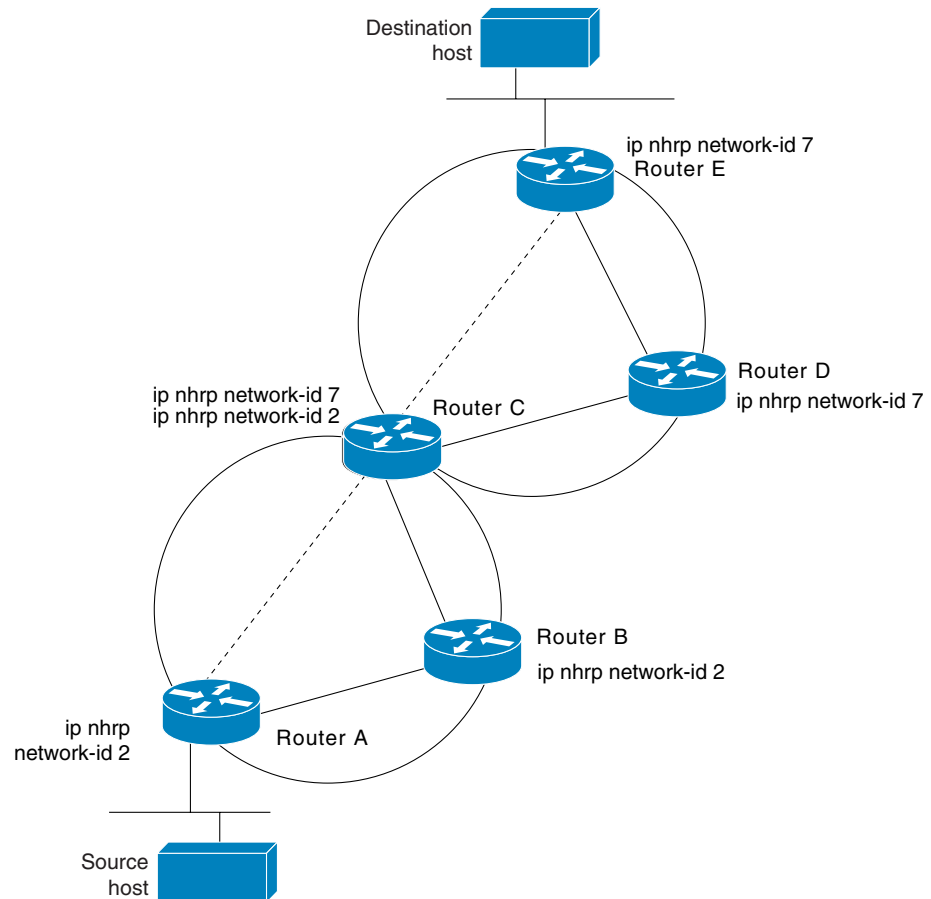 Destination
host
ip nhrp network-id 7
Router E
Router D
ip nhrp network-id 7
ip nhrp network-id 7
ip nhrp network-id 2
Router C
Router B
ip nhrp network-id 2
ip nhrp
network-id 2
Router A
Source
host